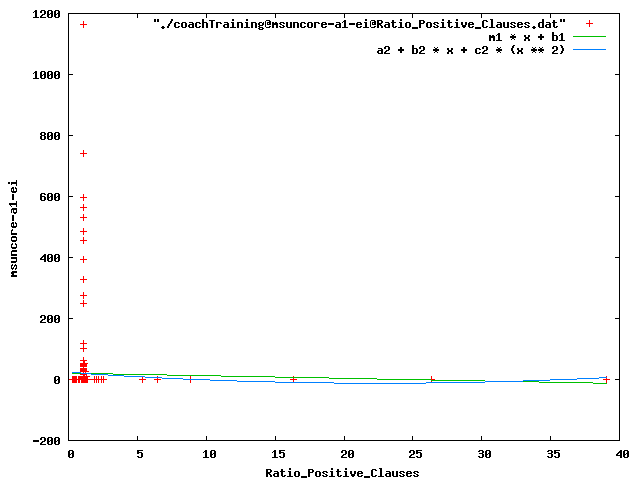 "./coachTraining@msuncore-a1-ei@Ratio_Positive_Clauses.dat"
m1 * x + b1
a2 + b2 * x + c2 * (x ** 2)
1200
1000
800
600
400
200
0
-200
msuncore-a1-ei
0 5 10 15 20 25 30 35 40
Ratio_Positive_Clauses